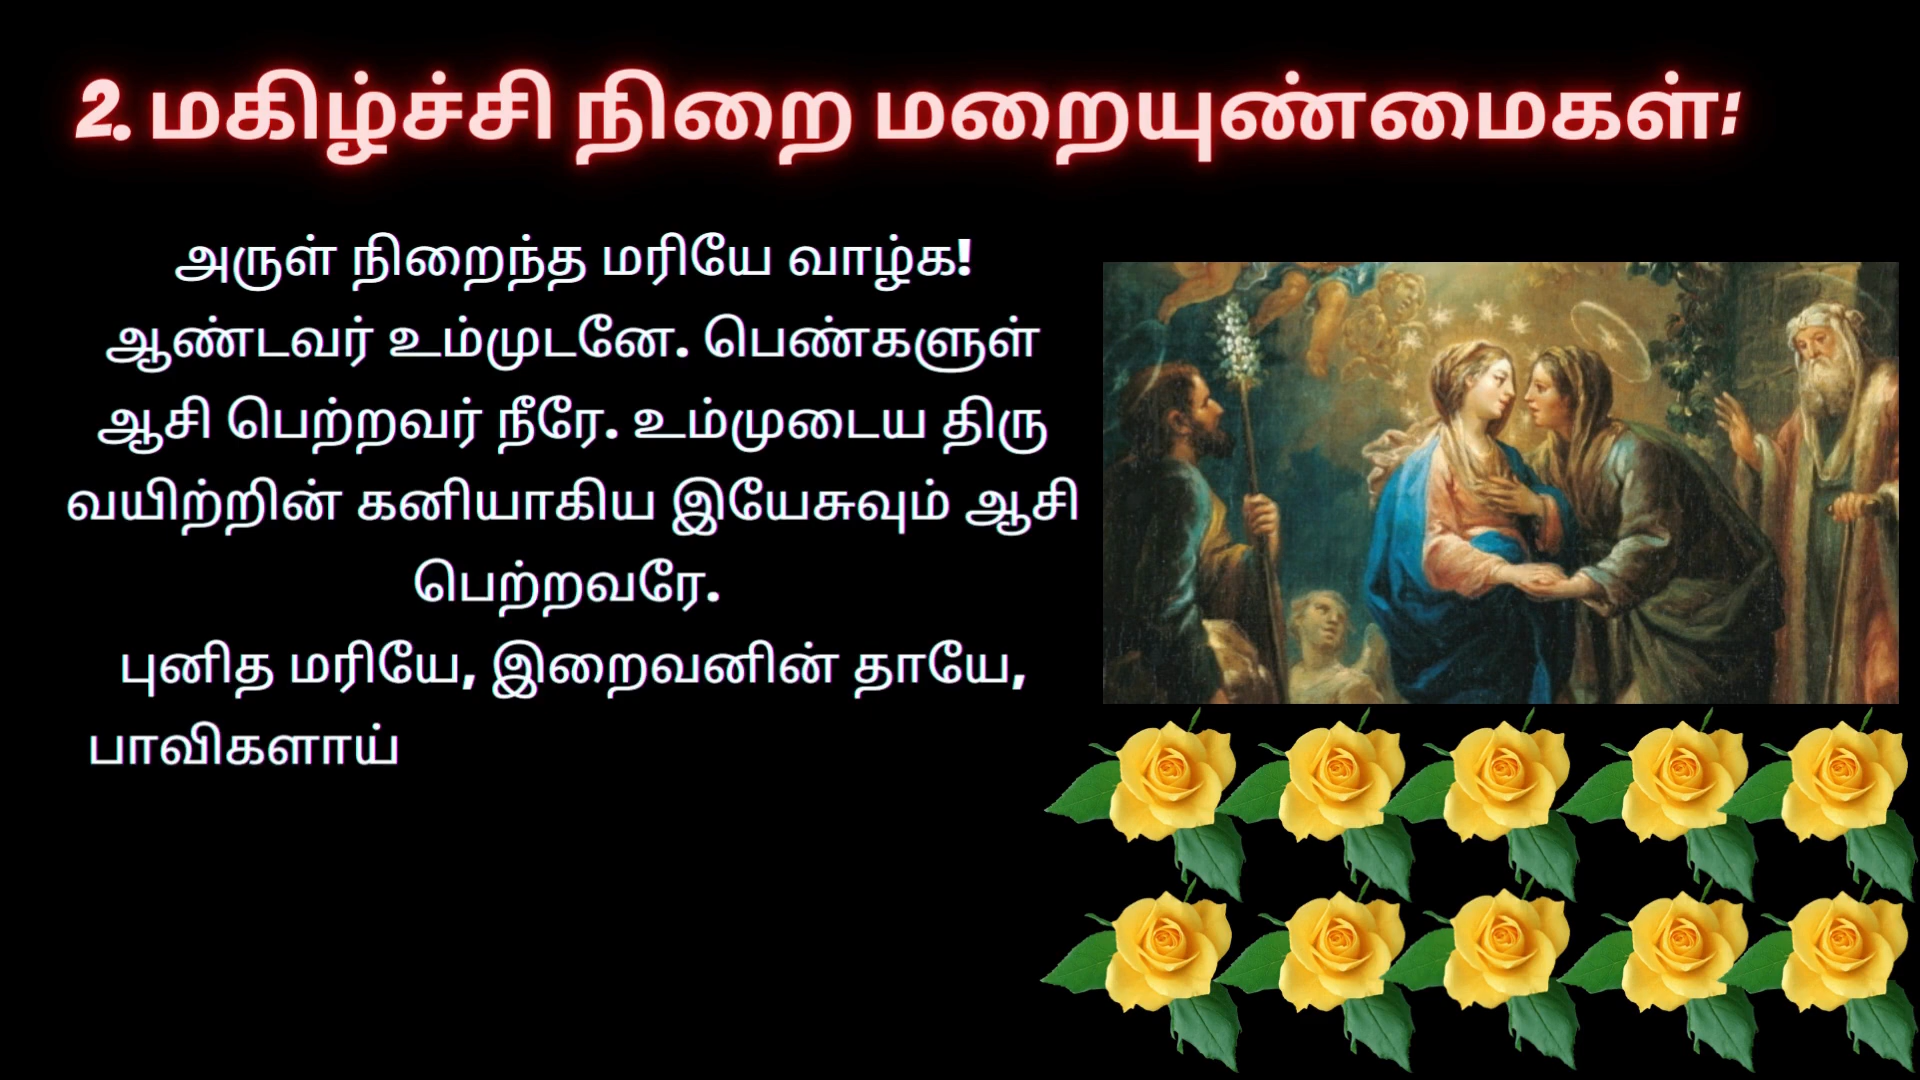 2. மகிழ்ச்சி நிறை மறையுண்மைகள்:
அருள் நிறைந்த மரியே வாழ்க!
ஆண்டவர் உம்முடனே. பெண்களுள்
ஆசி பெற்றவர் நீரே. உம்முடைய திரு
வயிற்றின் கனியாகிய இயேசுவும் ஆசி
பெற்றவரே.
புனித மரியே, இறைவனின் தாயே,
பாவிகளாய்